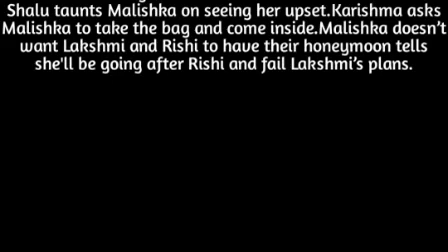 Shalu taunts Malishka on seeing her upset.Karishma asks
Malishka to take the bag and come inside.Malishka doesn’t
want Lakshmi and Rishi to have their honeymoon tells
she'll be going after Rishi and fail Lakshmi’s plans.